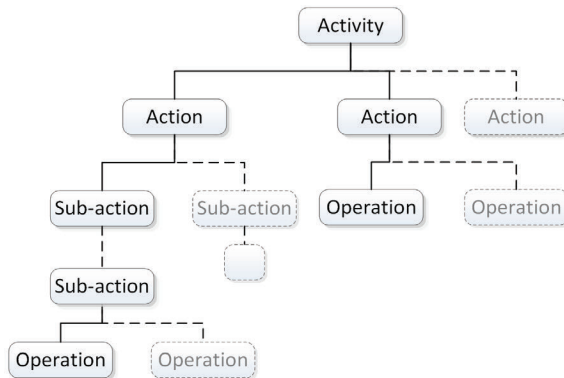 Activity
Action
Action
Action
Sub-action
Sub-action
Operation
Operation
Sub-action
Operation
Operation